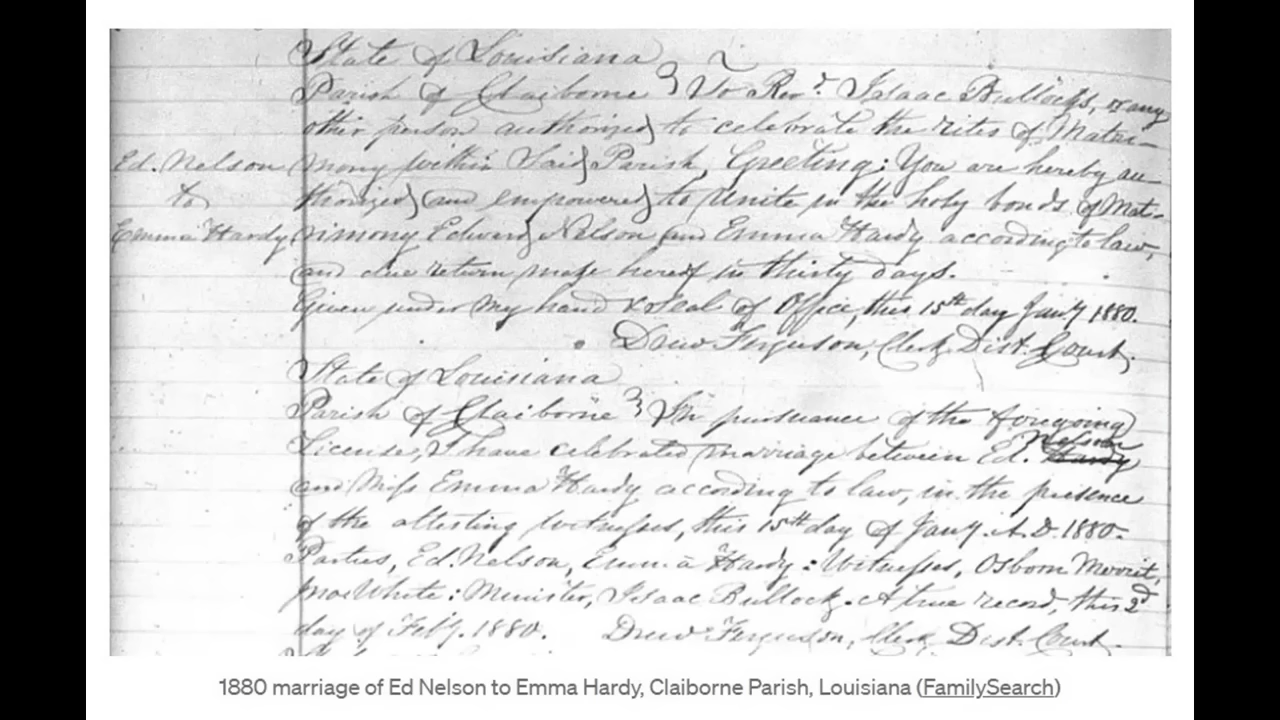 State of Louisiana
Parish of Claiborne } To Revd. Isaac Bullock, or any
other person authorized to celebrate the rites of Matri-
Ed. Nelson
to
Emma Hardy
mony within Said Parish, Greeting: You are hereby au-
thorized and empowered to Unite in the holy bonds of Mat-
rimony Edward Nelson and Emma Hardy according to law,
and due return make hereof in thirty days.
Given under my hand & Seal of Office, this 15th day Jany 1880.
Drew Ferguson, Clerk Dist. Court.
State of Louisiana
Parish of Claiborne } In pursuance of the foregoing
Nelson
License, I have celebrated marriage between Ed. Hardy
and Miss Emma Hardy according to law, in the presence
of the attesting witnesses, this 15th day of Jany. A.D. 1880.
Parties, Ed. Nelson, Emma Hardy: Witnesses, Osborn
White: Minister, Isaac Bullock. A true record, this 2d
day of Feby. 1880. Drew Ferguson, Clerk Dist. Court.
1880 marriage of Ed Nelson to Emma Hardy, Claiborne Parish, Louisiana (FamilySearch)